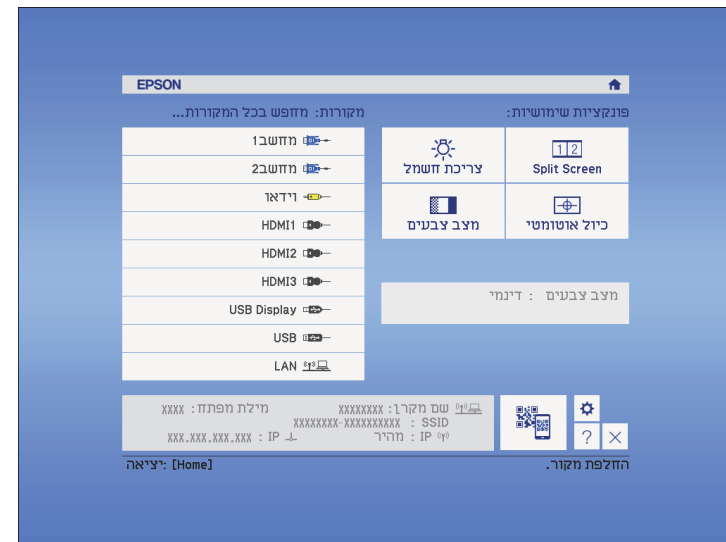 EPSON
פונקציות שימושיות:
מקורות: מחפש בכל המקורות...
1 2
Split Screen
צריכת חשמל
כיול אוטומטי
מצב צבעים
מצב צבעים : דינמי
מחשב1
מחשב2
וידאו
HDMI1
HDMI2
HDMI3
USB Display
USB
LAN
שם מקרן: XXXXXXXX מילת מפתח: XXXX
SSID : XXXXXXXX-XXXXXXXXXX
IP : מהיר IP : XXX.XXX.XXX.XXX
?
החלפת מקור. [Home] :יציאה